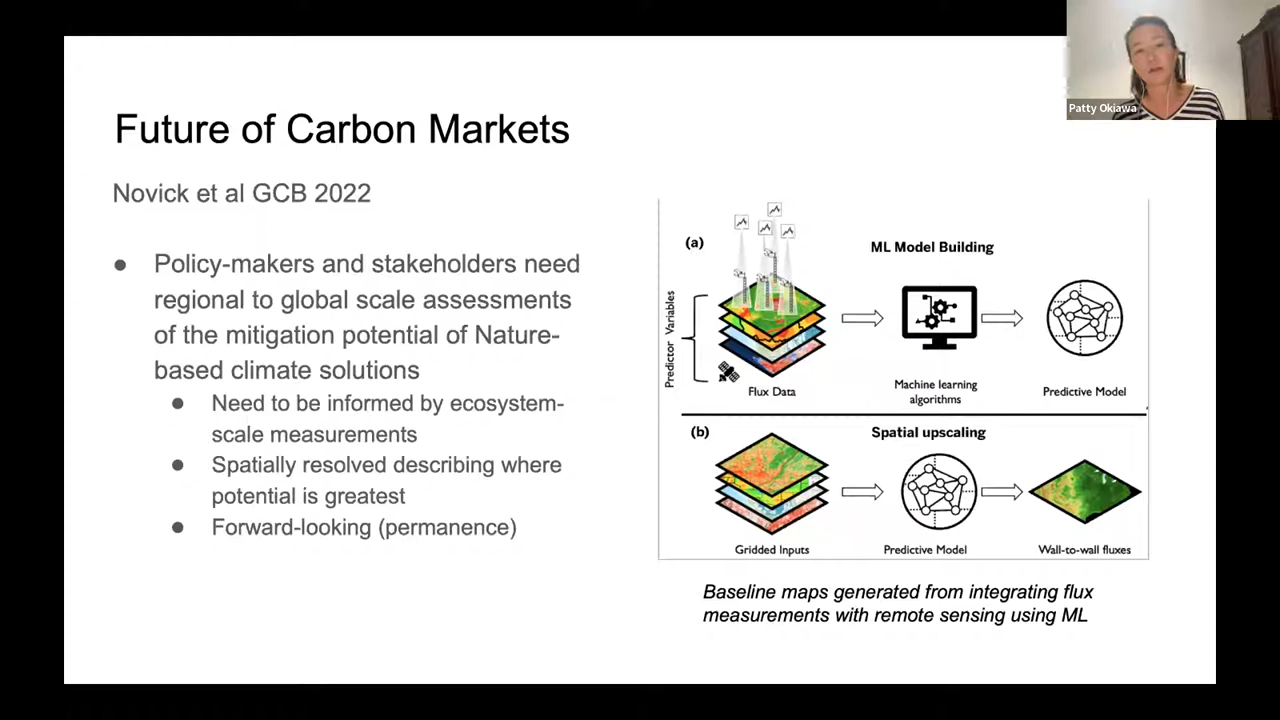 Patty Okiawa
Future of Carbon Markets
Novick et al GCB 2022
● Policy-makers and stakeholders need
regional to global scale assessments
of the mitigation potential of Nature-
based climate solutions
● Need to be informed by ecosystem-
scale measurements
● Spatially resolved describing where
potential is greatest
● Forward-looking (permanence)
(a)
ML Model Building
Predictor Variables
Flux Data
Machine learning
algorithms
Predictive Model
(b)
Spatial upscaling
Gridded Inputs
Predictive Model
Wall-to-wall fluxes
Baseline maps generated from integrating flux
measurements with remote sensing using ML